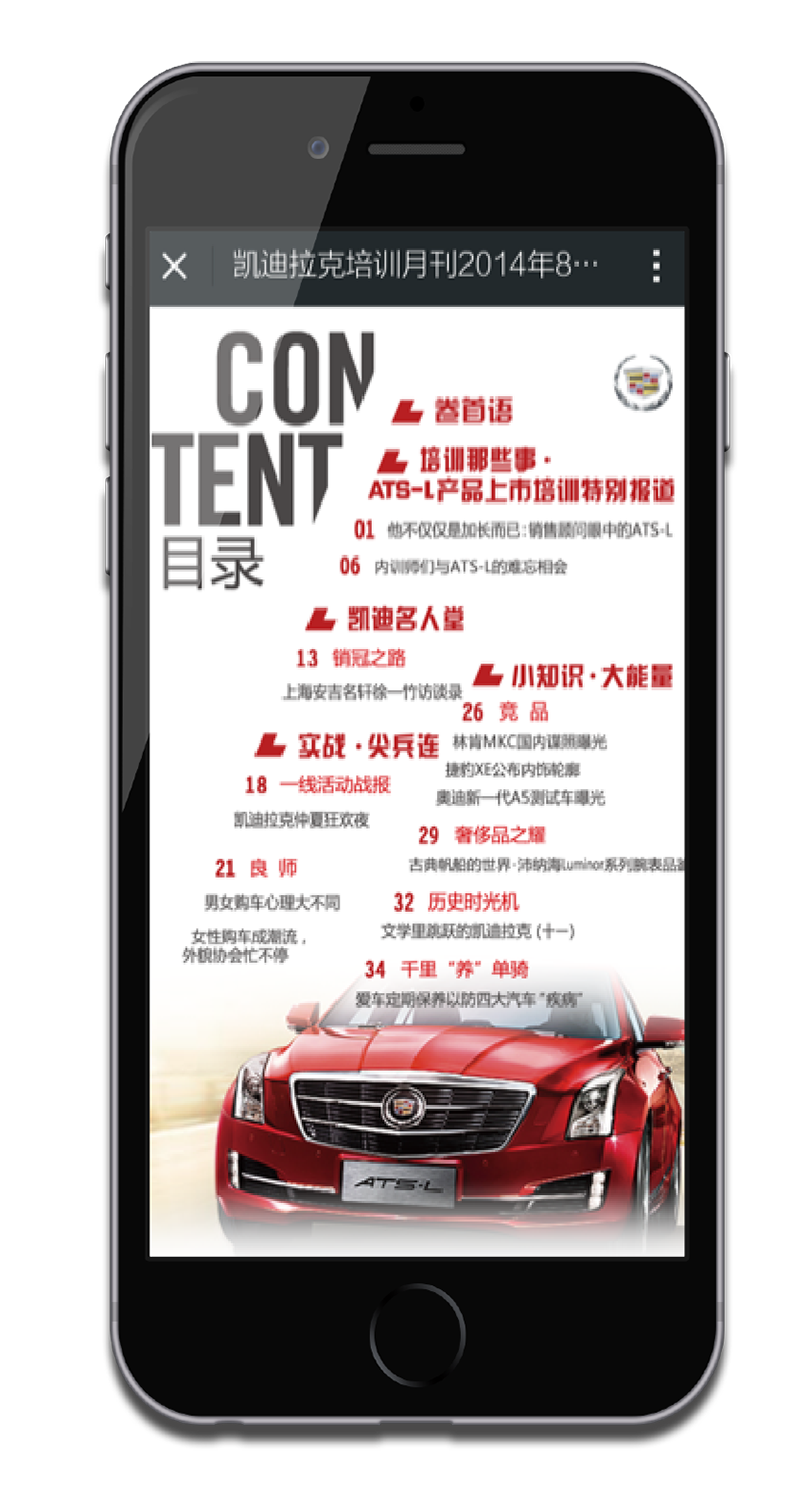 凯迪拉克培训月刊2014年8…
CON
TENT
目录
卷首语
培训那些事·
ATS-L产品上市培训特别报道
01 他不仅仅是加长而已:销售顾问眼中的ATS-L
06 内训师们与ATS-L的难忘相会
凯迪名人堂
13 销冠之路
上海安吉名轩徐一竹访谈录
实战·尖兵连
18 一线活动战报
凯迪拉克仲夏狂欢夜
21 良 师
男女购车心理大不同
女性购车成潮流，
外貌协会忙不停
小知识·大能量
26 竞 品
林肯MKC国内谍照曝光
捷豹XE公布内饰轮廓
奥迪新一代A5测试车曝光
29 奢侈品之耀
古典帆船的世界·沛纳海Luminor系列腕表品
32 历史时光机
文学里跳跃的凯迪拉克 (十一)
34 千里“养”单骑
爱车定期保养以防四大汽车“疾病”
ATS-L